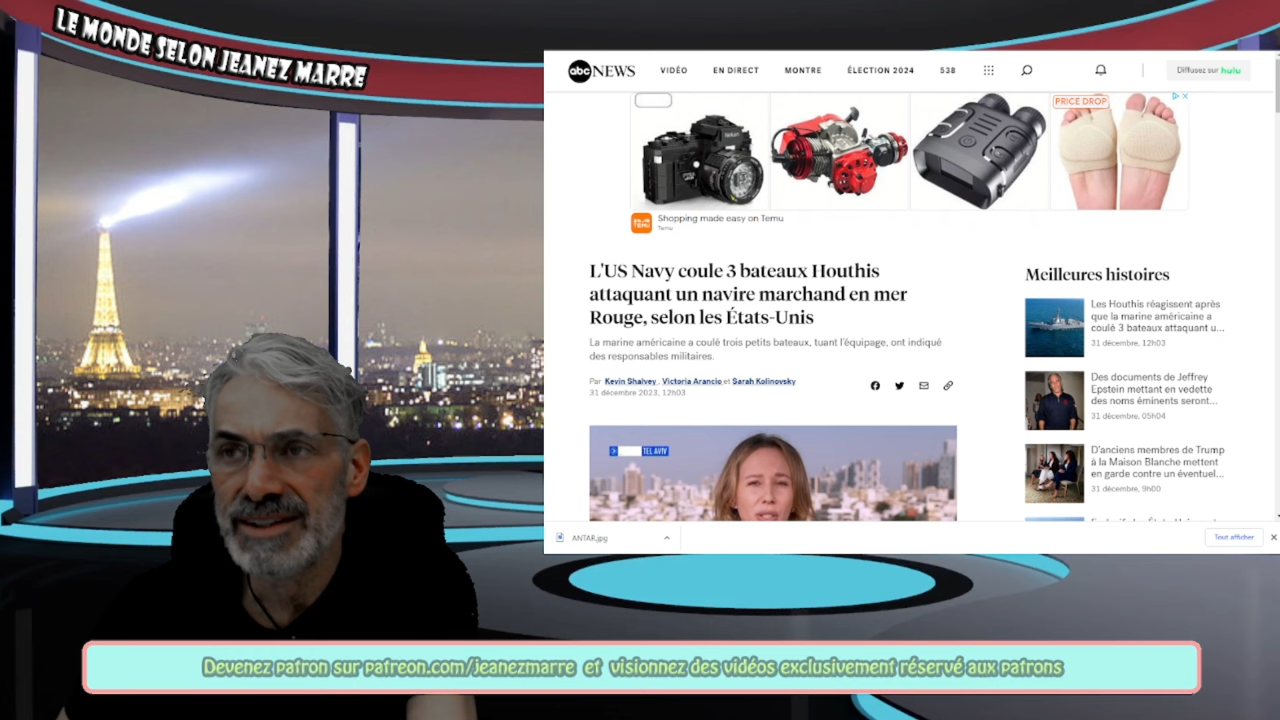 LE MONDE SELON JEANEZ MARRE
abc NEWS VIDÉO EN DIRECT MONTRE ÉLECTION 2024 538 Diffusez sur hulu
PRICE DROP
Nikon
Shopping made easy on Temu
Temu
L'US Navy coule 3 bateaux Houthis
attaquant un navire marchand en mer
Rouge, selon les États-Unis
La marine américaine a coulé trois petits bateaux, tuant l'équipage, ont indiqué
des responsables militaires.
Par Kevin Shalvey, Victoria Arancio et Sarah Kolinovsky
31 décembre 2023, 12h03
TEL AVIV
Meilleures histoires
Les Houthis réagissent après
que la marine américaine a
coulé 3 bateaux attaquant u...
31 décembre, 12h03
Des documents de Jeffrey
Epstein mettant en vedette
des noms éminents seront...
31 décembre, 05h04
D'anciens membres de Trump
à la Maison Blanche mettent
en garde contre un éventuel...
31 décembre, 9h00
ANTAR.jpg
Tout afficher
Devenez patron sur patreon.com/jeanezmarre et visionnez des vidéos exclusivement réservé aux patrons